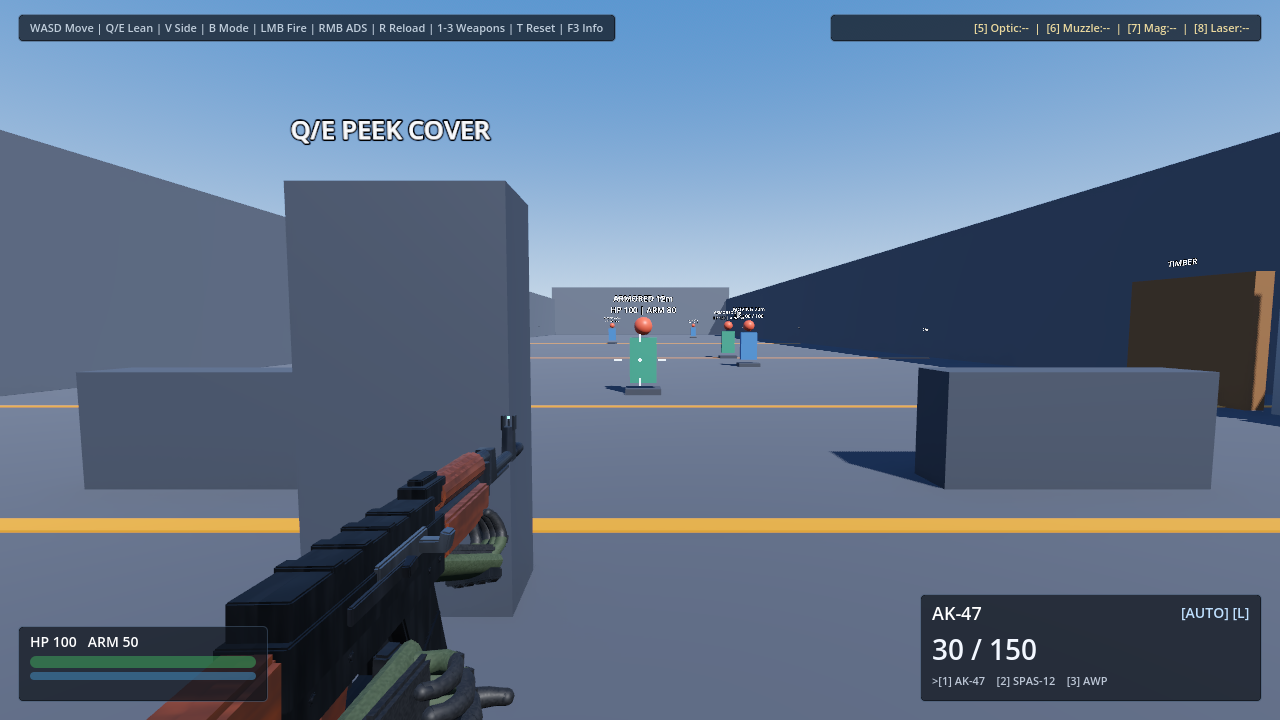 WASD Move | Q/E Lean | V Side | B Mode | LMB Fire | RMB ADS | R Reload | 1-3 Weapons | T Reset | F3 Info
[5] Optic:-- | [6] Muzzle:-- | [7] Mag:-- | [8] Laser:--
Q/E PEEK COVER
TIMBER
HP 100 | ARM 80
HP 100 ARM 50
AK-47 [AUTO] [L]
30 / 150
>[1] AK-47 [2] SPAS-12 [3] AWP